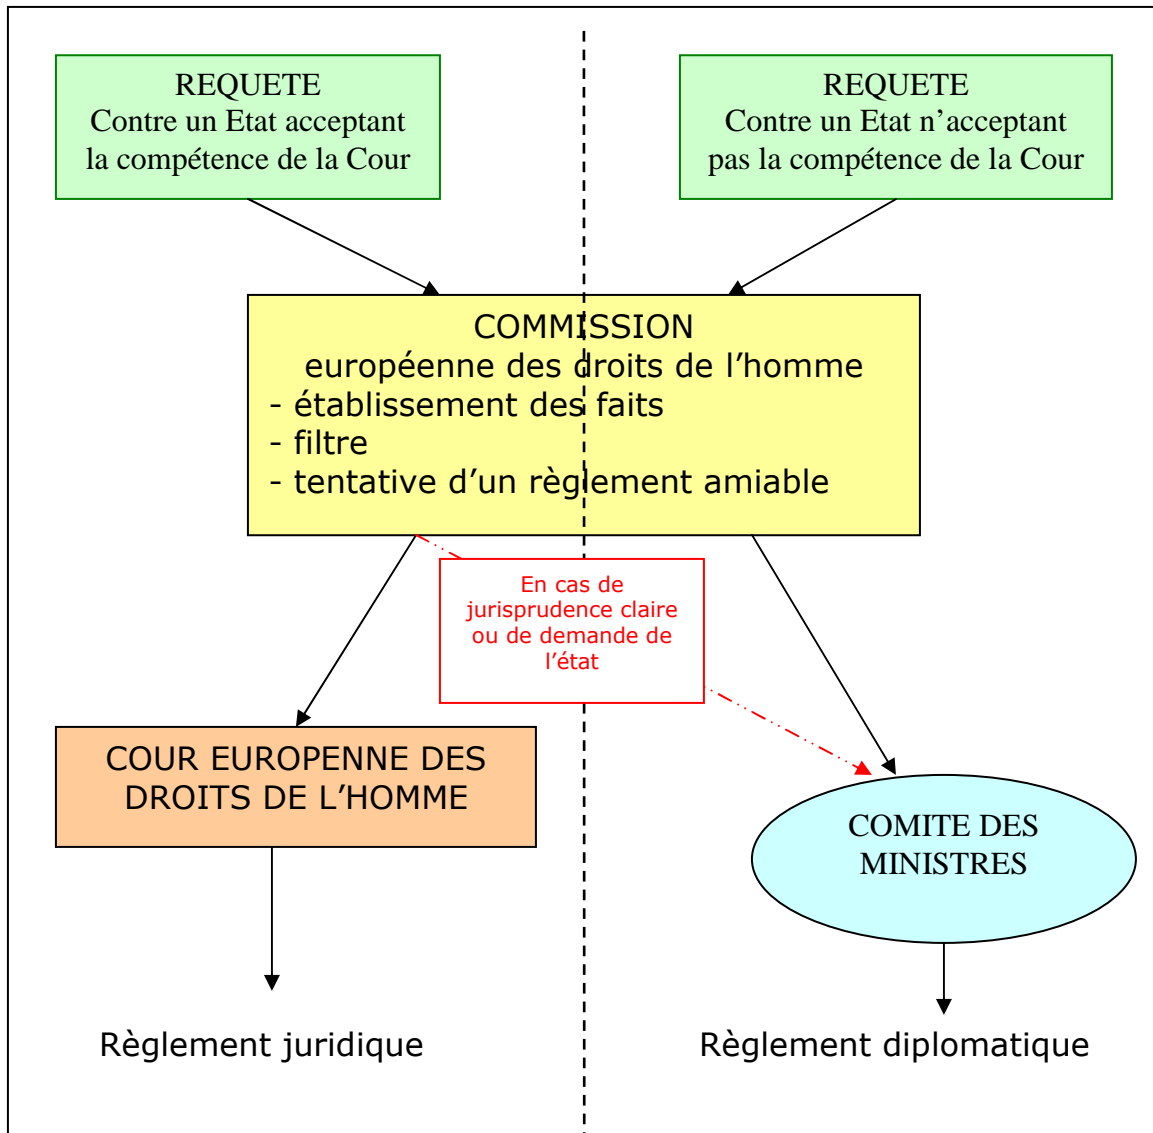 REQUETE
Contre un Etat acceptant
la compétence de la Cour
REQUETE
Contre un Etat n’acceptant
pas la compétence de la Cour
COMMISSION
européenne des droits de l’homme
- établissement des faits
- filtre
- tentative d’un règlement amiable
En cas de
jurisprudence claire
ou de demande de
l’état
COUR EUROPENNE DES
DROITS DE L’HOMME
COMITE DES
MINISTRES
Règlement juridique
Règlement diplomatique